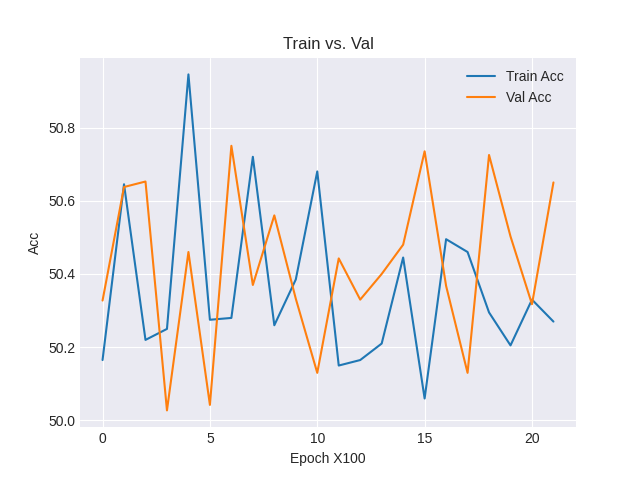 Train vs. Val
Train Acc
Val Acc
Acc
50.8
50.6
50.4
50.2
50.0
0 5 10 15 20
Epoch X100